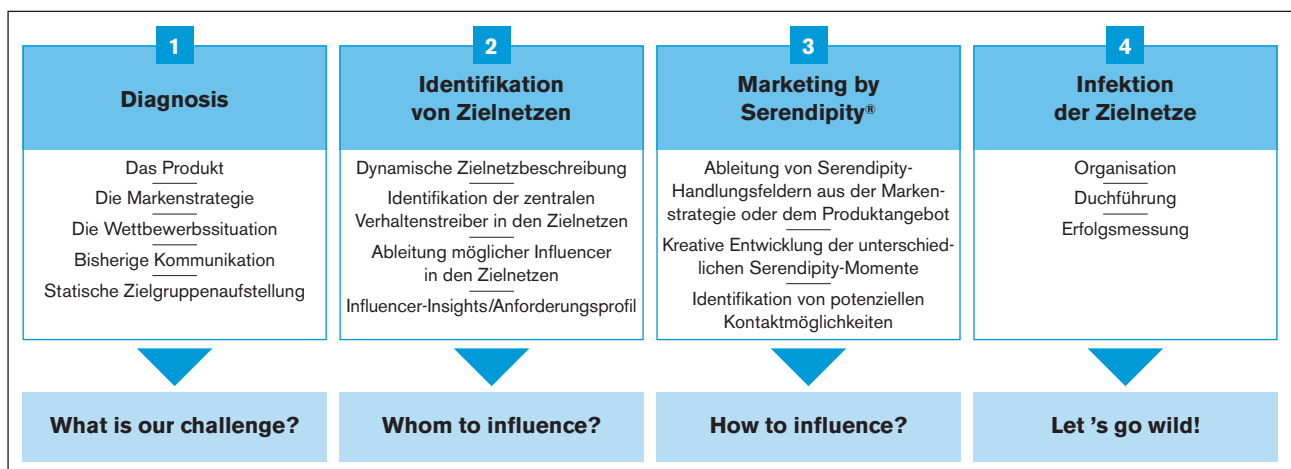 1
Diagnosis
Das Produkt
Die Markenstrategie
Die Wettbewerbssituation
Bisherige Kommunikation
Statische Zielgruppenaufstellung
What is our challenge?
2
Identifikation
von Zielnetzen
Dynamische Zielnetzbeschreibung
Identifikation der zentralen
Verhaltenstreiber in den Zielnetzen
Ableitung möglicher Influencer
in den Zielnetzen
Influencer-Insights/Anforderungsprofil
Whom to influence?
3
Marketing by
Serendipity®
Ableitung von Serendipity-
Handlungsfeldern aus der Marken-
strategie oder dem Produktangebot
Kreative Entwicklung der unterschied-
lichen Serendipity-Momente
Identifikation von potenziellen
Kontaktmöglichkeiten
How to influence?
4
Infektion
der Zielnetze
Organisation
Duchführung
Erfolgsmessung
Let 's go wild!